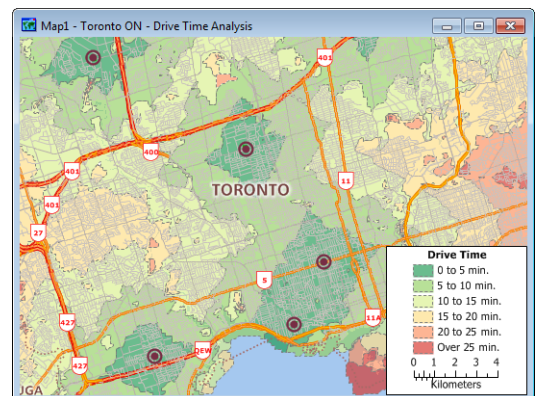 Map1 - Toronto ON - Drive Time Analysis
401
400
401
401
11
TORONTO
27
5
11A
427
QEW
427
UGA
Drive Time
0 to 5 min.
5 to 10 min.
10 to 15 min.
15 to 20 min.
20 to 25 min.
Over 25 min.
0 1 2 3 4
Kilometers